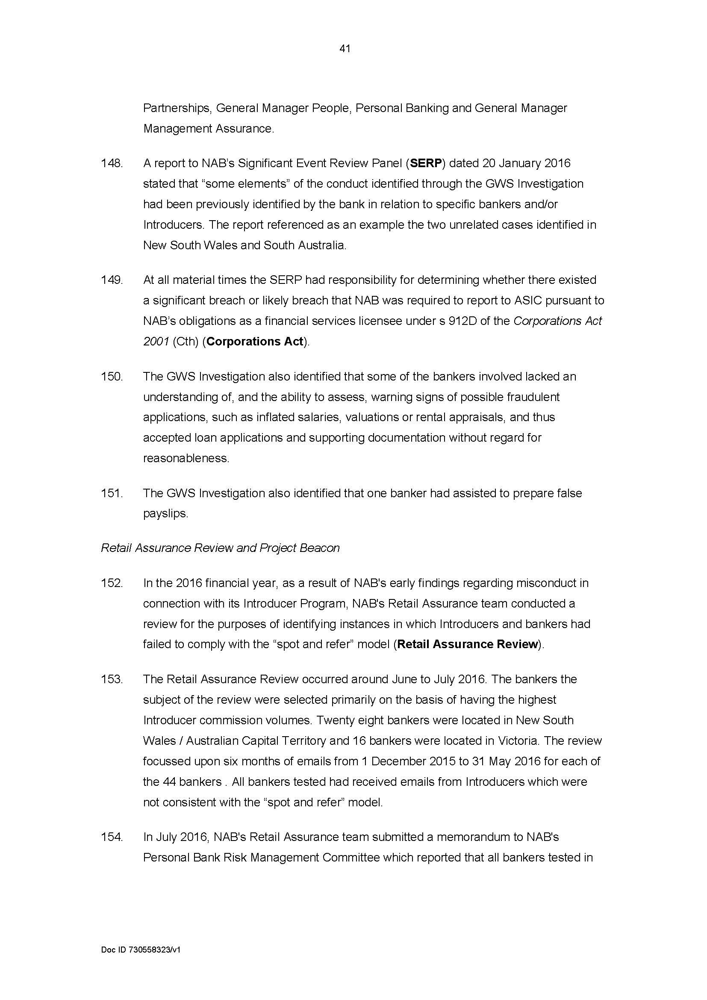 41
Partnerships, General Manager People, Personal Banking and General Manager
Management Assurance.
148. A report to NAB’s Significant Event Review Panel (SERP) dated 20 January 2016
stated that “some elements” of the conduct identified through the GWS Investigation
had been previously identified by the bank in relation to specific bankers and/or
Introducers. The report referenced as an example the two unrelated cases identified in
New South Wales and South Australia.
149. At all material times the SERP had responsibility for determining whether there existed
a significant breach or likely breach that NAB was required to report to ASIC pursuant to
NAB’s obligations as a financial services licensee under s 912D of the Corporations Act
2001 (Cth) (Corporations Act).
150. The GWS Investigation also identified that some of the bankers involved lacked an
understanding of, and the ability to assess, warning signs of possible fraudulent
applications, such as inflated salaries, valuations or rental appraisals, and thus
accepted loan applications and supporting documentation without regard for
reasonableness.
151. The GWS Investigation also identified that one banker had assisted to prepare false
payslips.
Retail Assurance Review and Project Beacon
152. In the 2016 financial year, as a result of NAB's early findings regarding misconduct in
connection with its Introducer Program, NAB's Retail Assurance team conducted a
review for the purposes of identifying instances in which Introducers and bankers had
failed to comply with the “spot and refer” model (Retail Assurance Review).
153. The Retail Assurance Review occurred around June to July 2016. The bankers the
subject of the review were selected primarily on the basis of having the highest
Introducer commission volumes. Twenty eight bankers were located in New South
Wales / Australian Capital Territory and 16 bankers were located in Victoria. The review
focussed upon six months of emails from 1 December 2015 to 31 May 2016 for each of
the 44 bankers . All bankers tested had received emails from Introducers which were
not consistent with the “spot and refer” model.
154. In July 2016, NAB's Retail Assurance team submitted a memorandum to NAB's
Personal Bank Risk Management Committee which reported that all bankers tested in
Doc ID 730558323/v1